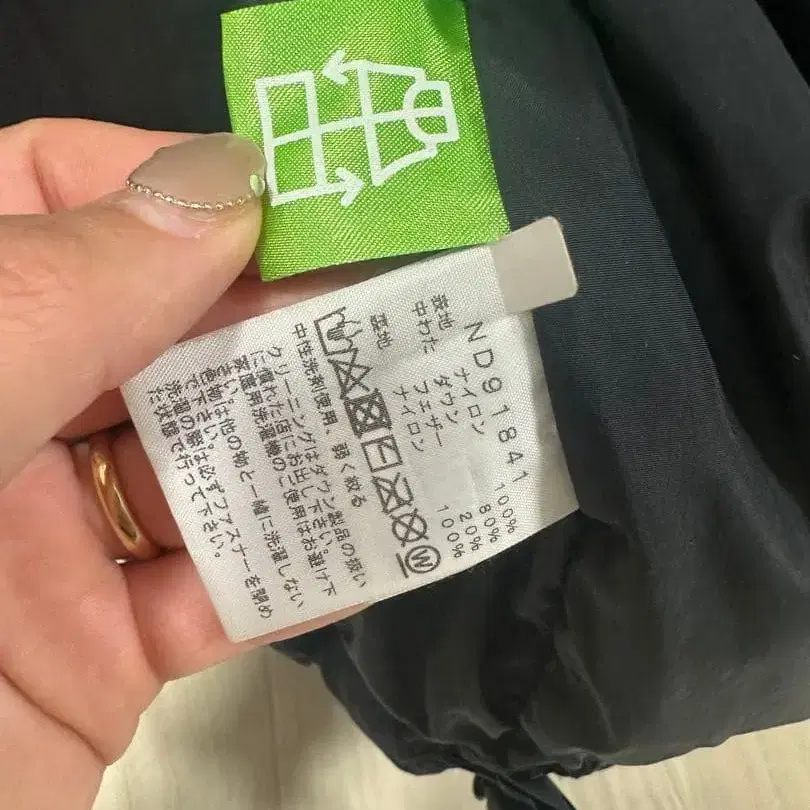 ND91841
表地 ナイロン 100%
中わた ダウン 80%
フェザー 20%
裏地 ナイロン 100%
W
中性洗剤使用、弱く絞る
クリーニングはダウン製品の扱い
に慣れた店にお出し下さい。
家庭用洗濯機のご使用はお避け下
さい。
は他の物と一緒に洗濯しない
で下さい。
洗濯の際は必ずファスナーを閉め
た状態で行って下さい。